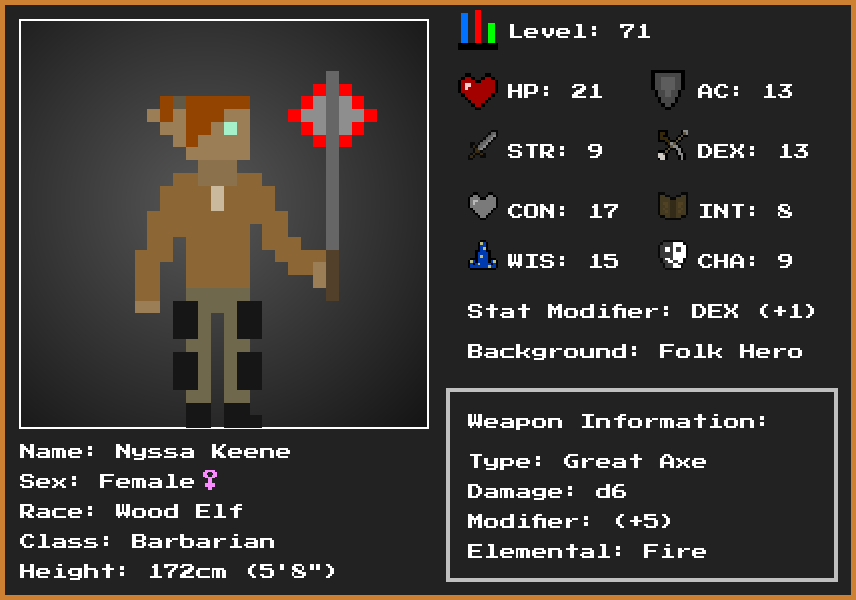 Level: 71
HP: 21
AC: 13
STR: 9
DEX: 13
CON: 17
INT: 8
WIS: 15
CHA: 9
Stat Modifier: DEX (+1)
Background: Folk Hero
Name: Nyssa Keene
Sex: Female♀
Race: Wood Elf
Class: Barbarian
Height: 172cm (5'8")
Weapon Information:
Type: Great Axe
Damage: d6
Modifier: (+5)
Elemental: Fire